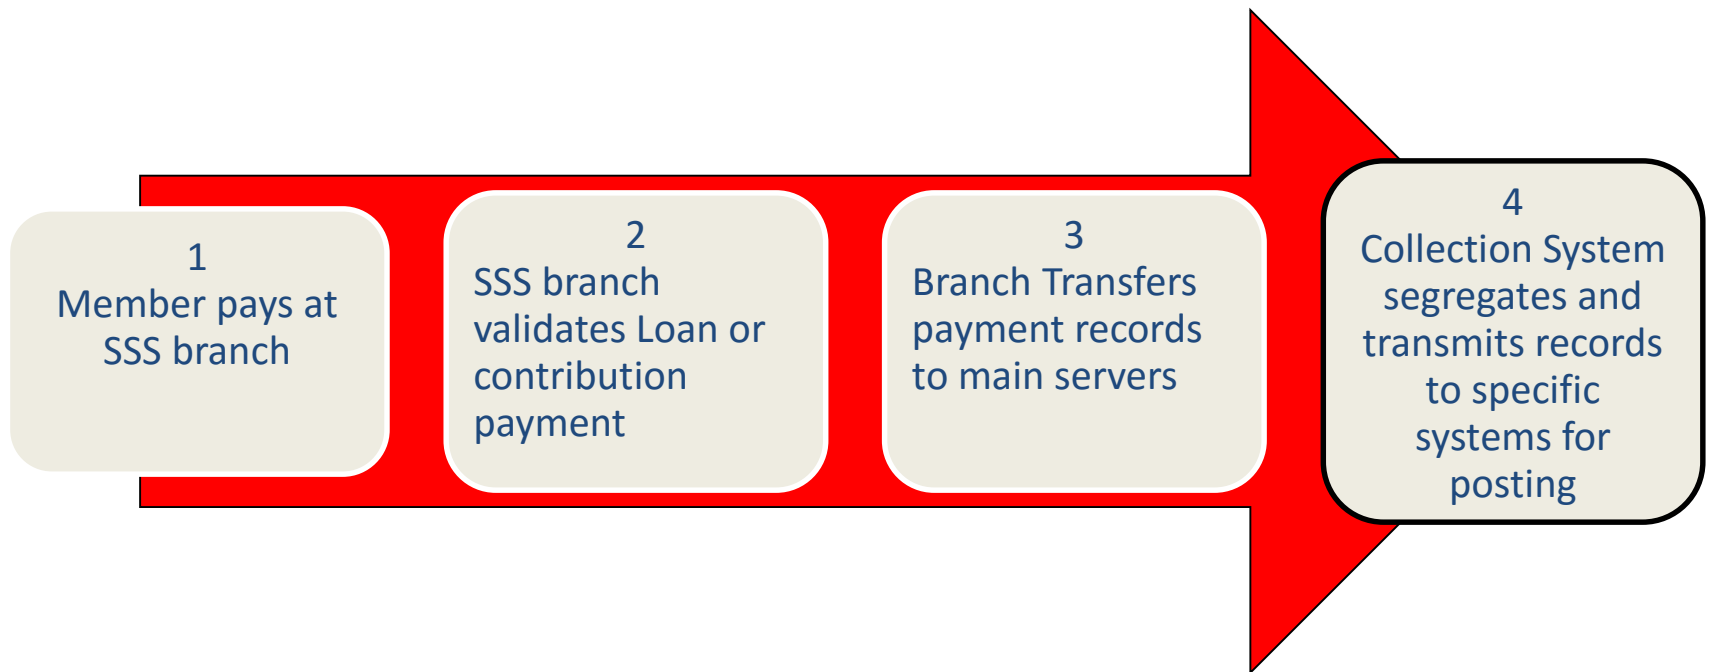 1
Member pays at
SSS branch
2
SSS branch
validates Loan or
contribution
payment
3
Branch Transfers
payment records
to main servers
4
Collection System
segregates and
transmits records
to specific
systems for
posting